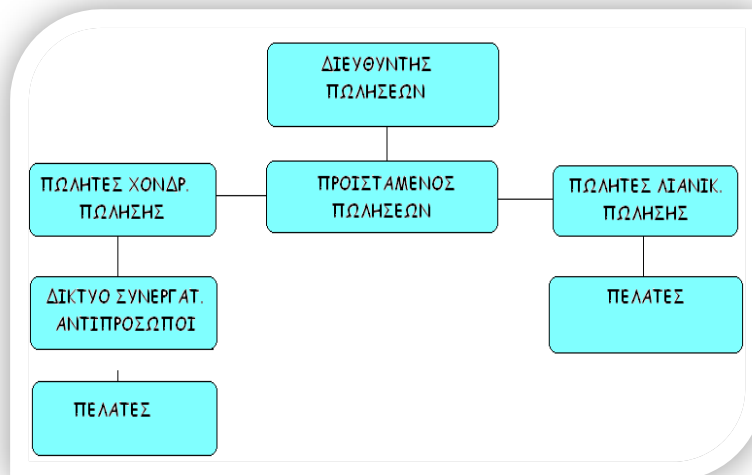 ΔΙΕΥΘΥΝΤΗΣ
ΠΩΛΗΣΕΩΝ
ΠΩΛΗΤΕΣ ΧΟΝΔΡ.
ΠΩΛΗΣΗΣ
ΠΡΟΙΣΤΑΜΕΝΟΣ
ΠΩΛΗΣΕΩΝ
ΠΩΛΗΤΕΣ ΛΙΑΝΙΚ.
ΠΩΛΗΣΗΣ
ΔΙΚΤΥΟ ΣΥΝΕΡΓΑΤ.
ΑΝΤΙΠΡΟΣΩΠΟΙ
ΠΕΛΑΤΕΣ
ΠΕΛΑΤΕΣ